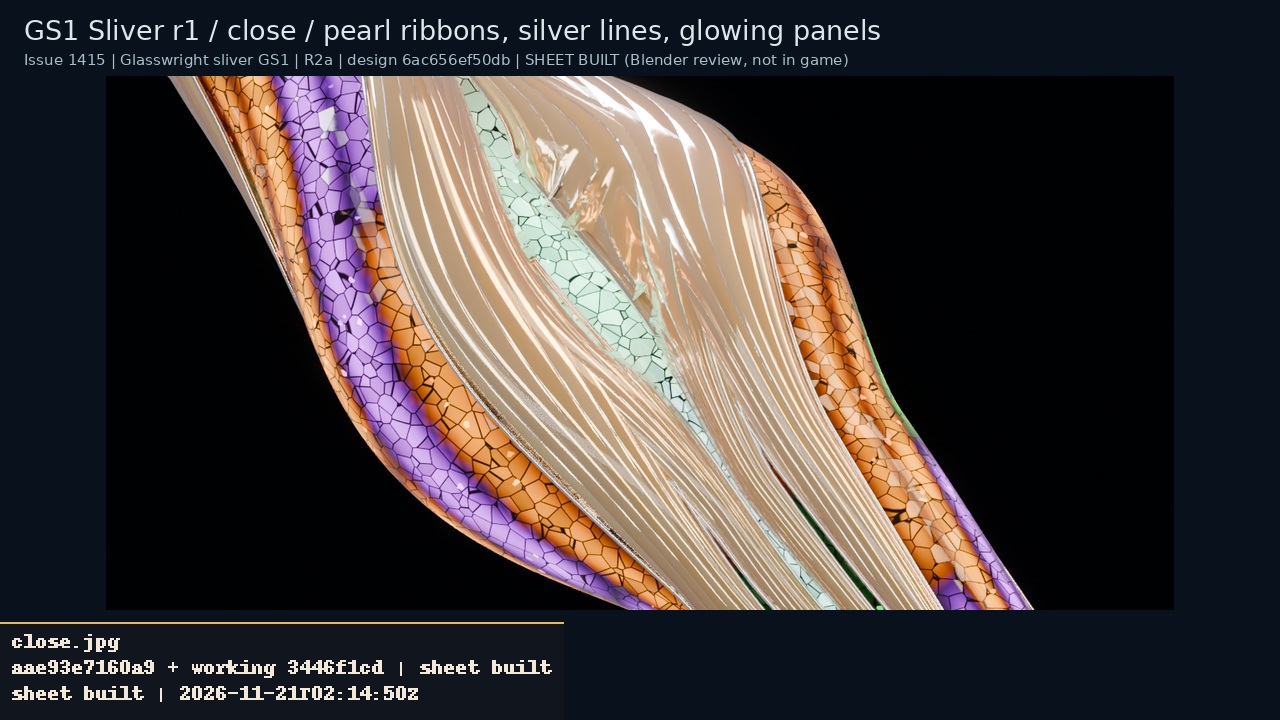 GS1 Sliver r1 / close / pearl ribbons, silver lines, glowing panels
Issue 1415 | Glasswright sliver GS1 | R2a | design 6ac656ef50db | SHEET BUILT (Blender review, not in game)
close.jpg
aae93e7160a9 + working 3446f1cd | sheet built
sheet built | 2026-11-21T02:14:50Z